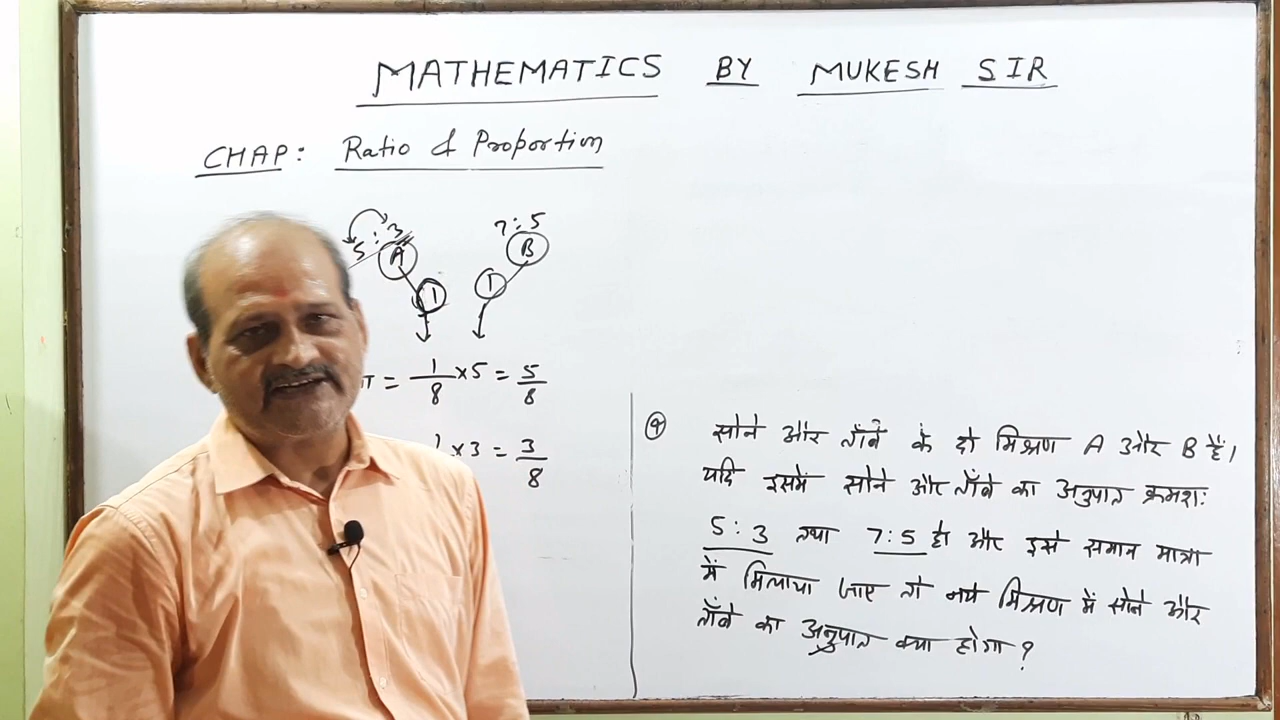 MATHEMATICS BY MUKESH SIR
CHAP: Ratio & Proportion
5 : 3 7 : 5
A B
1 1
= 1/8 × 5 = 5/8
× 3 = 3/8
सोने और ताँबे के दो मिश्रण A और B हैं।
यदि इसमें सोने और ताँबे का अनुपात क्रमशः
5 : 3 तथा 7 : 5 हो और इसे समान मात्रा
में मिलाया जाए तो नये मिश्रण में सोने और
ताँबे का अनुपात क्या होगा ?